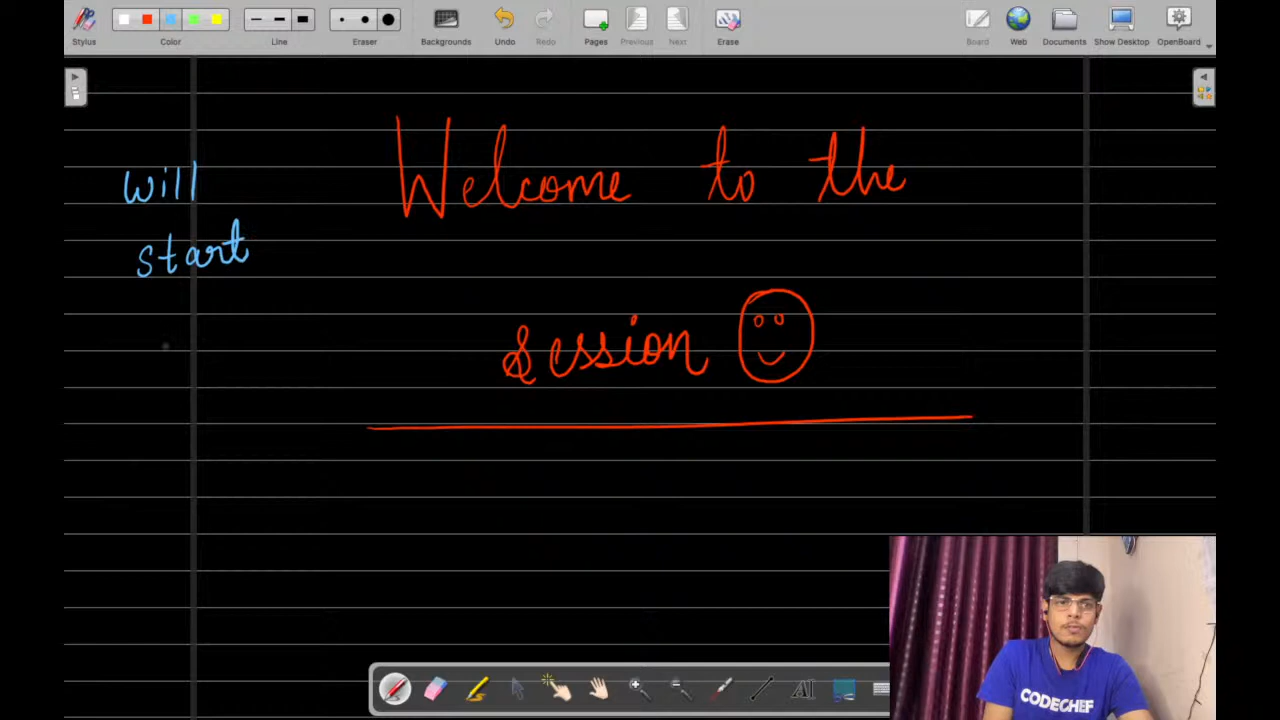 Stylus Color Line Eraser Backgrounds Undo Redo Pages Previous Next Erase Board Web Documents Show Desktop OpenBoard
Welcome to the
will
start
Session
CODECHEF